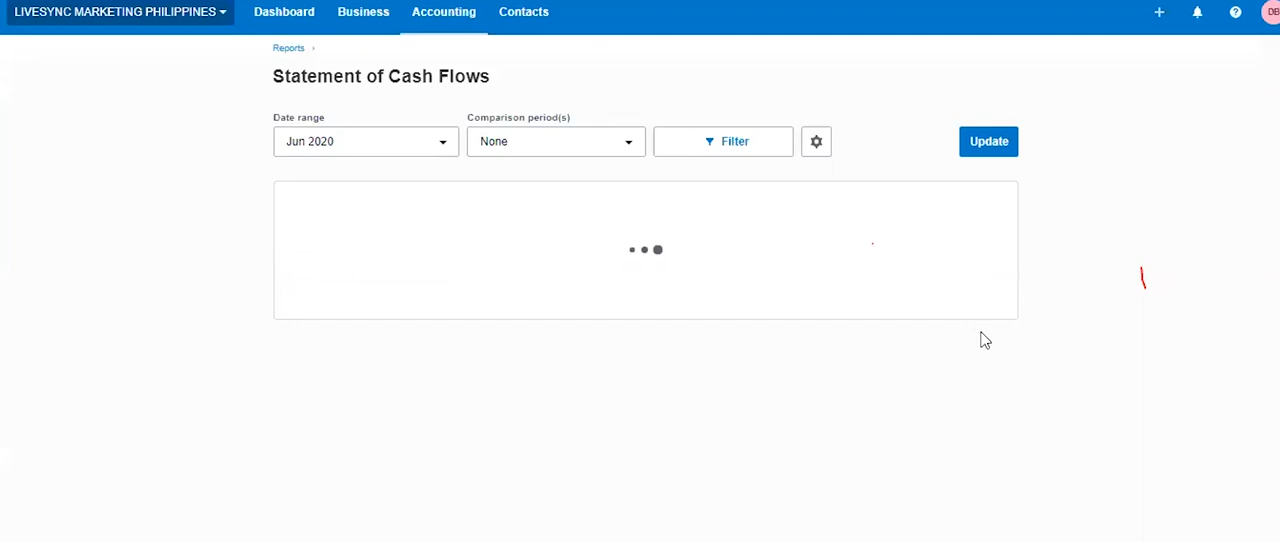 LIVESYNC MARKETING PHILIPPINES Dashboard Business Accounting Contacts + ? DB
Reports ›
Statement of Cash Flows
Date range Comparison period(s)
Jun 2020 None Filter Update